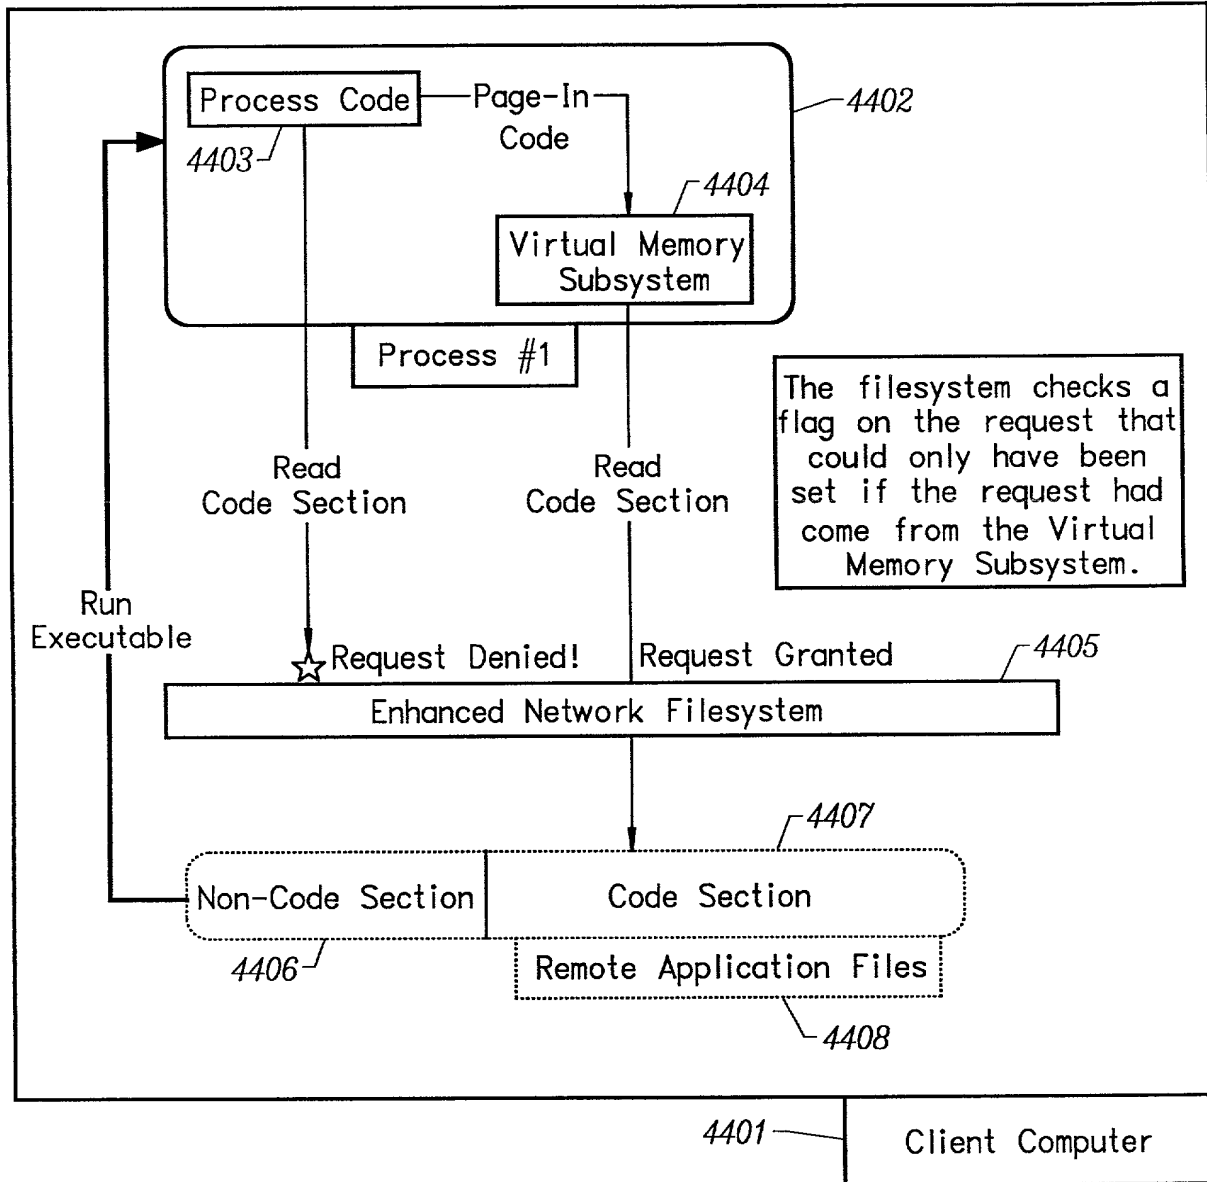 Process Code
Page-In
Code
4402
4403
4404
Virtual Memory
Subsystem
Process #1
The filesystem checks a
flag on the request that
could only have been
set if the request had
come from the Virtual
Memory Subsystem.
Read
Code Section
Read
Code Section
Run
Executable
Request Denied!
Request Granted
4405
Enhanced Network Filesystem
4407
Non-Code Section
Code Section
4406
Remote Application Files
4408
4401
Client Computer